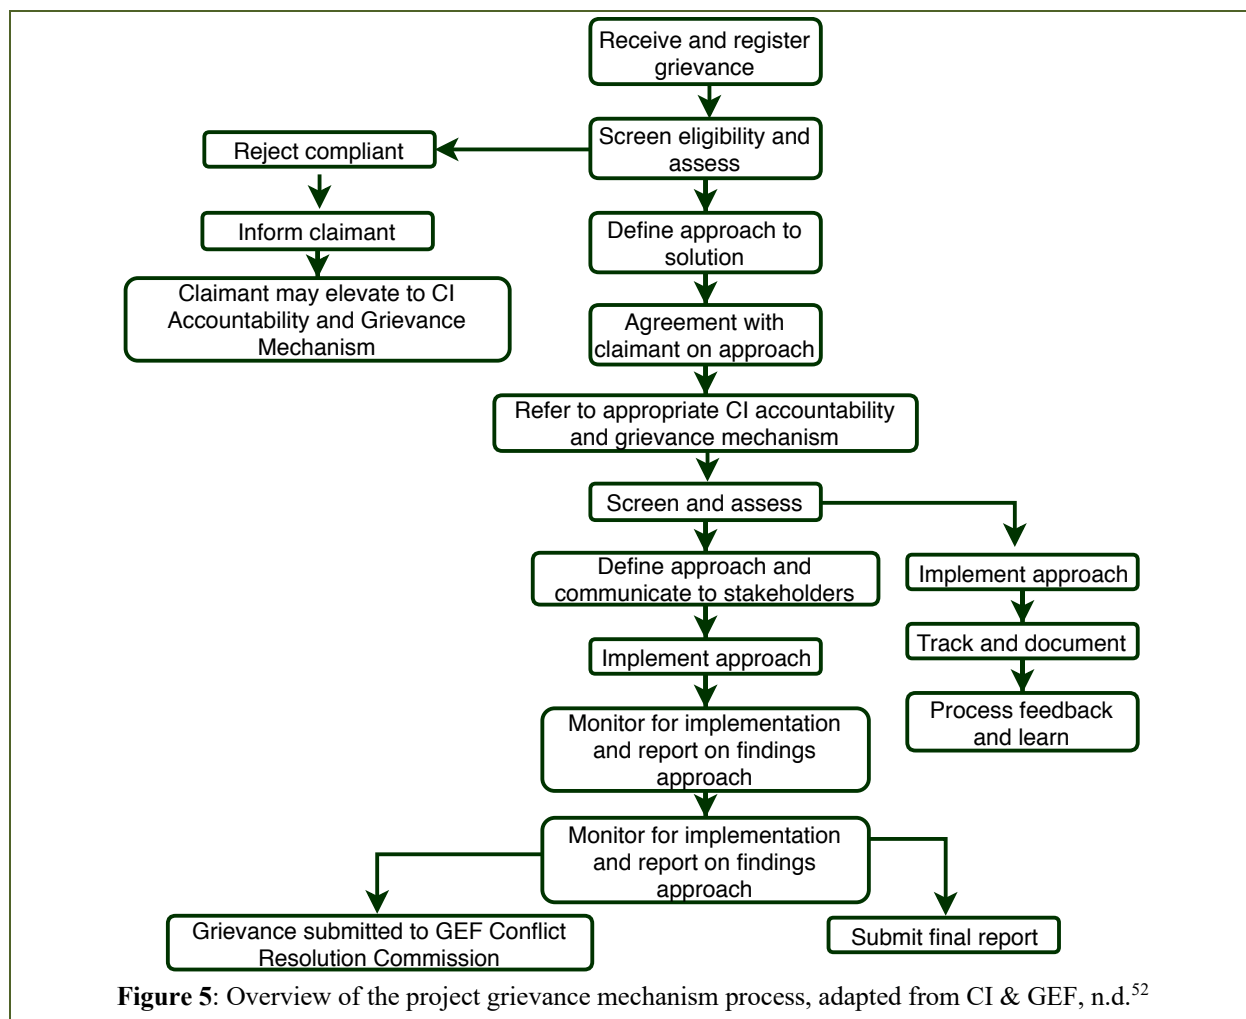 Receive and register
grievance
Screen eligibility and
assess
Reject compliant
Inform claimant
Define approach to
solution
Claimant may elevate to CI
Accountability and Grievance
Mechanism
Agreement with
claimant on approach
Refer to appropriate CI accountability
and grievance mechanism
Screen and assess
Define approach and
communicate to stakeholders
Implement approach
Implement approach
Track and document
Process feedback
and learn
Monitor for implementation
and report on findings
approach
Monitor for implementation
and report on findings
approach
Grievance submitted to GEF Conflict
Resolution Commission
Submit final report
Figure 5: Overview of the project grievance mechanism process, adapted from CI & GEF, n.d.52